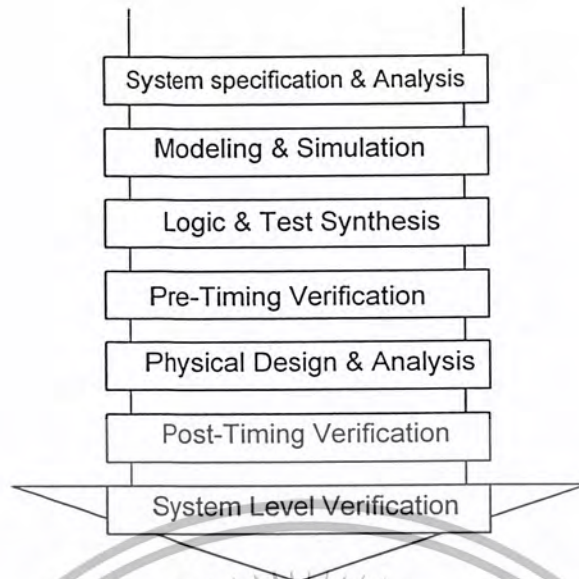 System specification & Analysis
Modeling & Simulation
Logic & Test Synthesis
Pre-Timing Verification
Physical Design & Analysis
Post-Timing Verification
System Level Verification